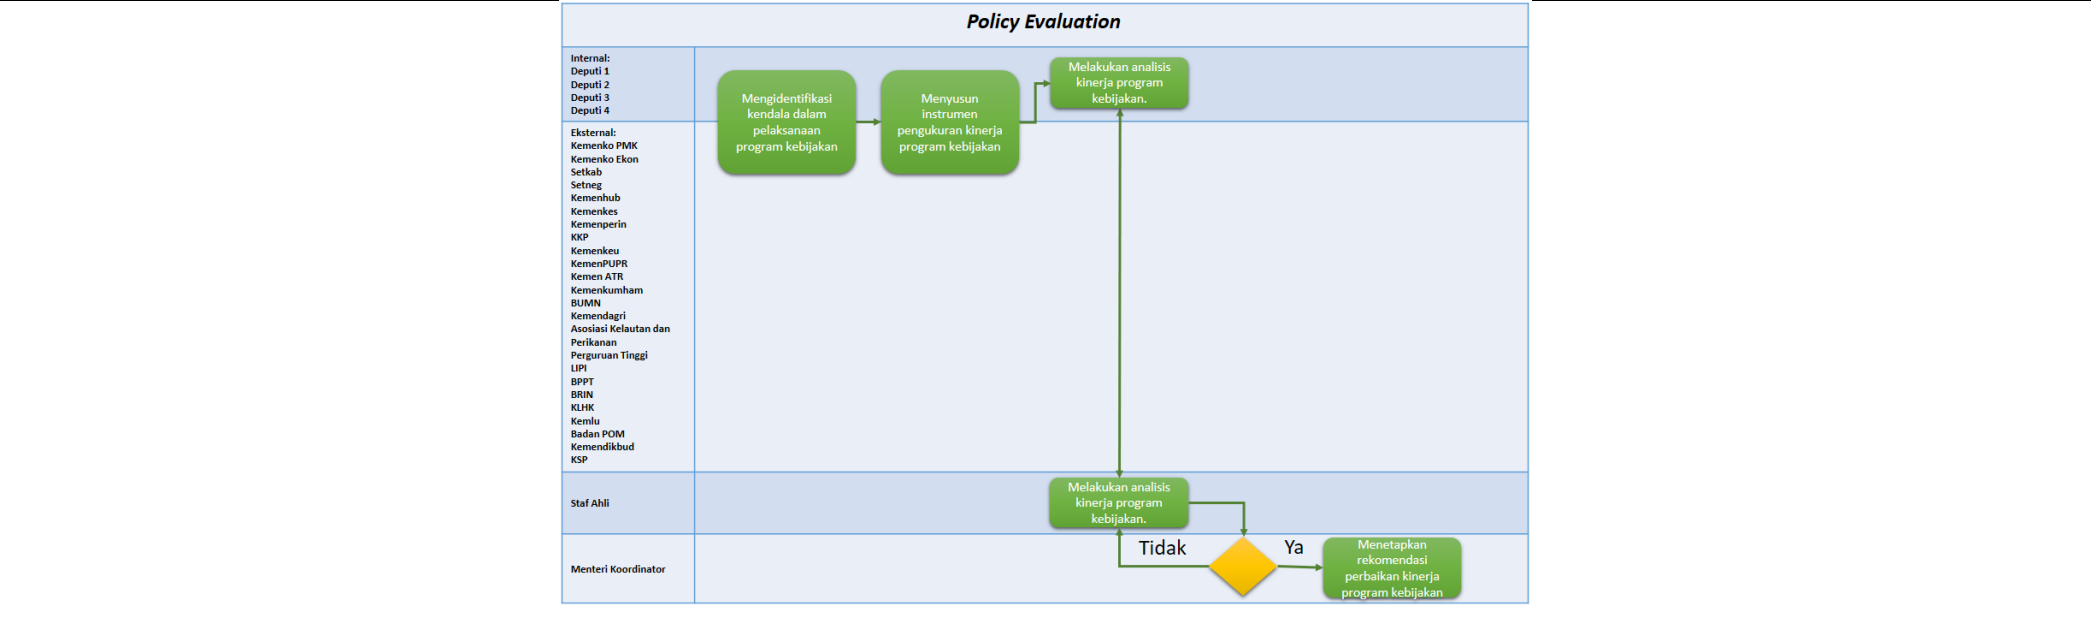 Policy Evaluation
Internal:
Deputi 1
Deputi 2
Deputi 3
Deputi 4
Mengidentifikasi
kendala dalam
pelaksanaan
program kebijakan
Menyusun
instrumen
pengukuran kinerja
program kebijakan
Melakukan analisis
kinerja program
kebijakan.
Eksternal:
Kemenko PMK
Kemenko Ekon
Setkab
Setneg
Kemenhub
Kemenkes
Kemenperin
KKP
Kemenkeu
KemenPUPR
Kemen ATR
Kemenkumham
BUMN
Kemendagri
Asosiasi Kelautan dan
Perikanan
Perguruan Tinggi
LIPI
BPPT
BRIN
KLHK
Kemlu
Badan POM
Kemendikbud
KSP
Staf Ahli
Melakukan analisis
kinerja program
kebijakan.
Menteri Koordinator
Tidak
Ya
Menetapkan
rekomendasi
perbaikan kinerja
program kebijakan